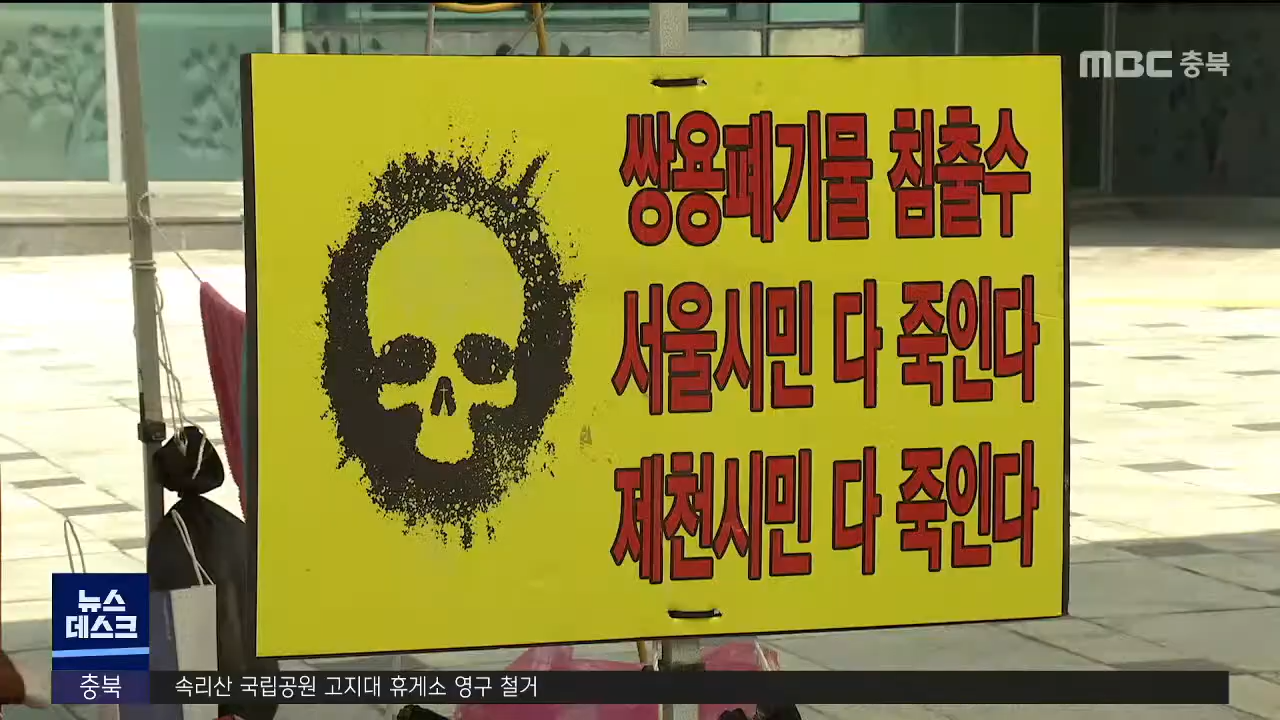 MBC 충북
쌍용폐기물 침출수
서울시민 다 죽인다
제천시민 다 죽인다
뉴스
데스크
충북
속리산 국립공원 고지대 휴게소 영구 철거